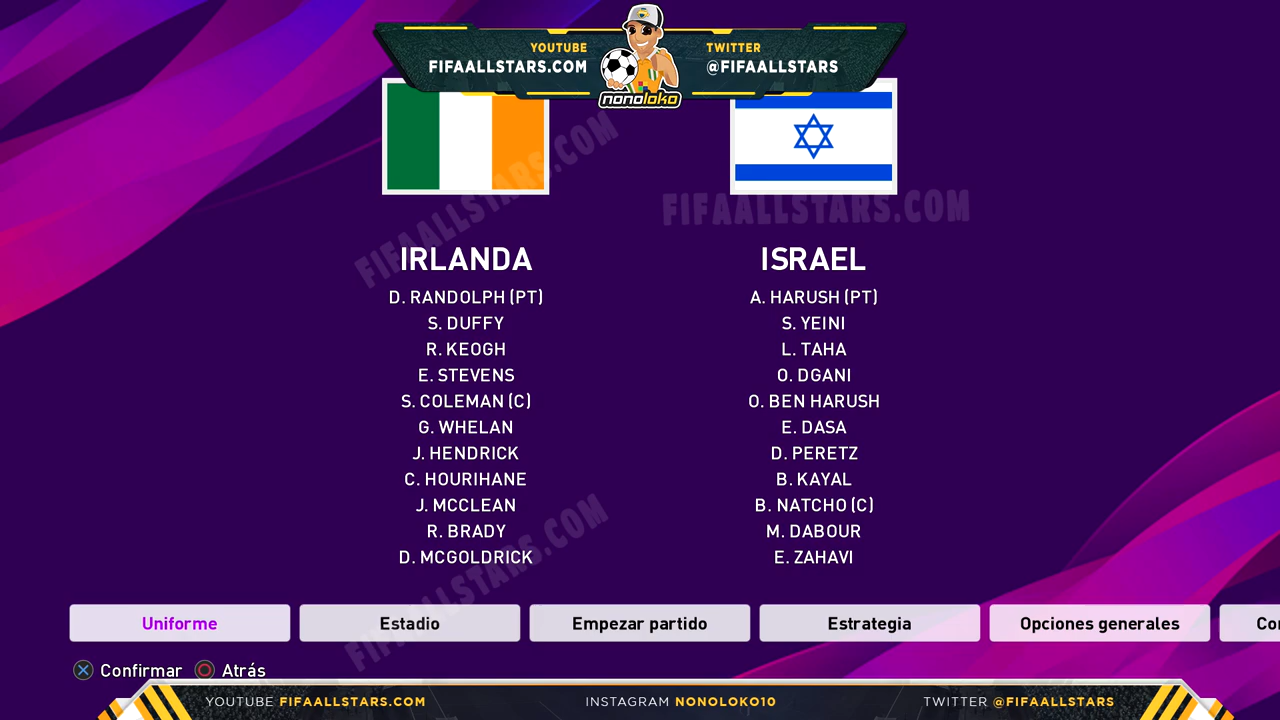 YOUTUBE
FIFAALLSTARS.COM
nonoloko
TWITTER
@FIFAALLSTARS
FIFAALLSTARS.COM
FIFAALLSTARS.COM
IRLANDA
D. RANDOLPH (PT)
S. DUFFY
R. KEOGH
E. STEVENS
S. COLEMAN (C)
G. WHELAN
J. HENDRICK
C. HOURIHANE
J. MCCLEAN
R. BRADY
D. MCGOLDRICK
ISRAEL
A. HARUSH (PT)
S. YEINI
L. TAHA
O. DGANI
O. BEN HARUSH
E. DASA
D. PERETZ
B. KAYAL
B. NATCHO (C)
M. DABOUR
E. ZAHAVI
FIFAALLSTARS.COM
Uniforme
Estadio
Empezar partido
Estrategia
Opciones generales
Confirmar
Atrás
YOUTUBE FIFAALLSTARS.COM
INSTAGRAM NONOLOKO10
TWITTER @FIFAALLSTARS